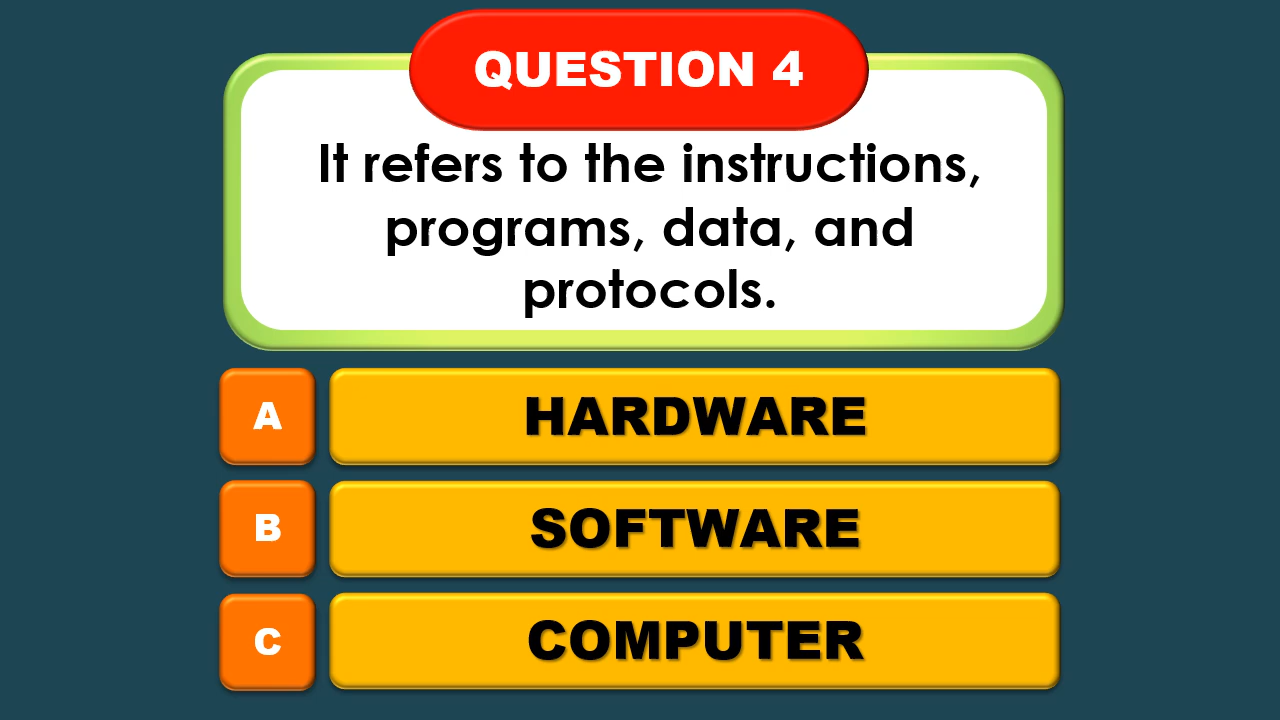 QUESTION 4
It refers to the instructions,
programs, data, and
protocols.
A
HARDWARE
B
SOFTWARE
C
COMPUTER